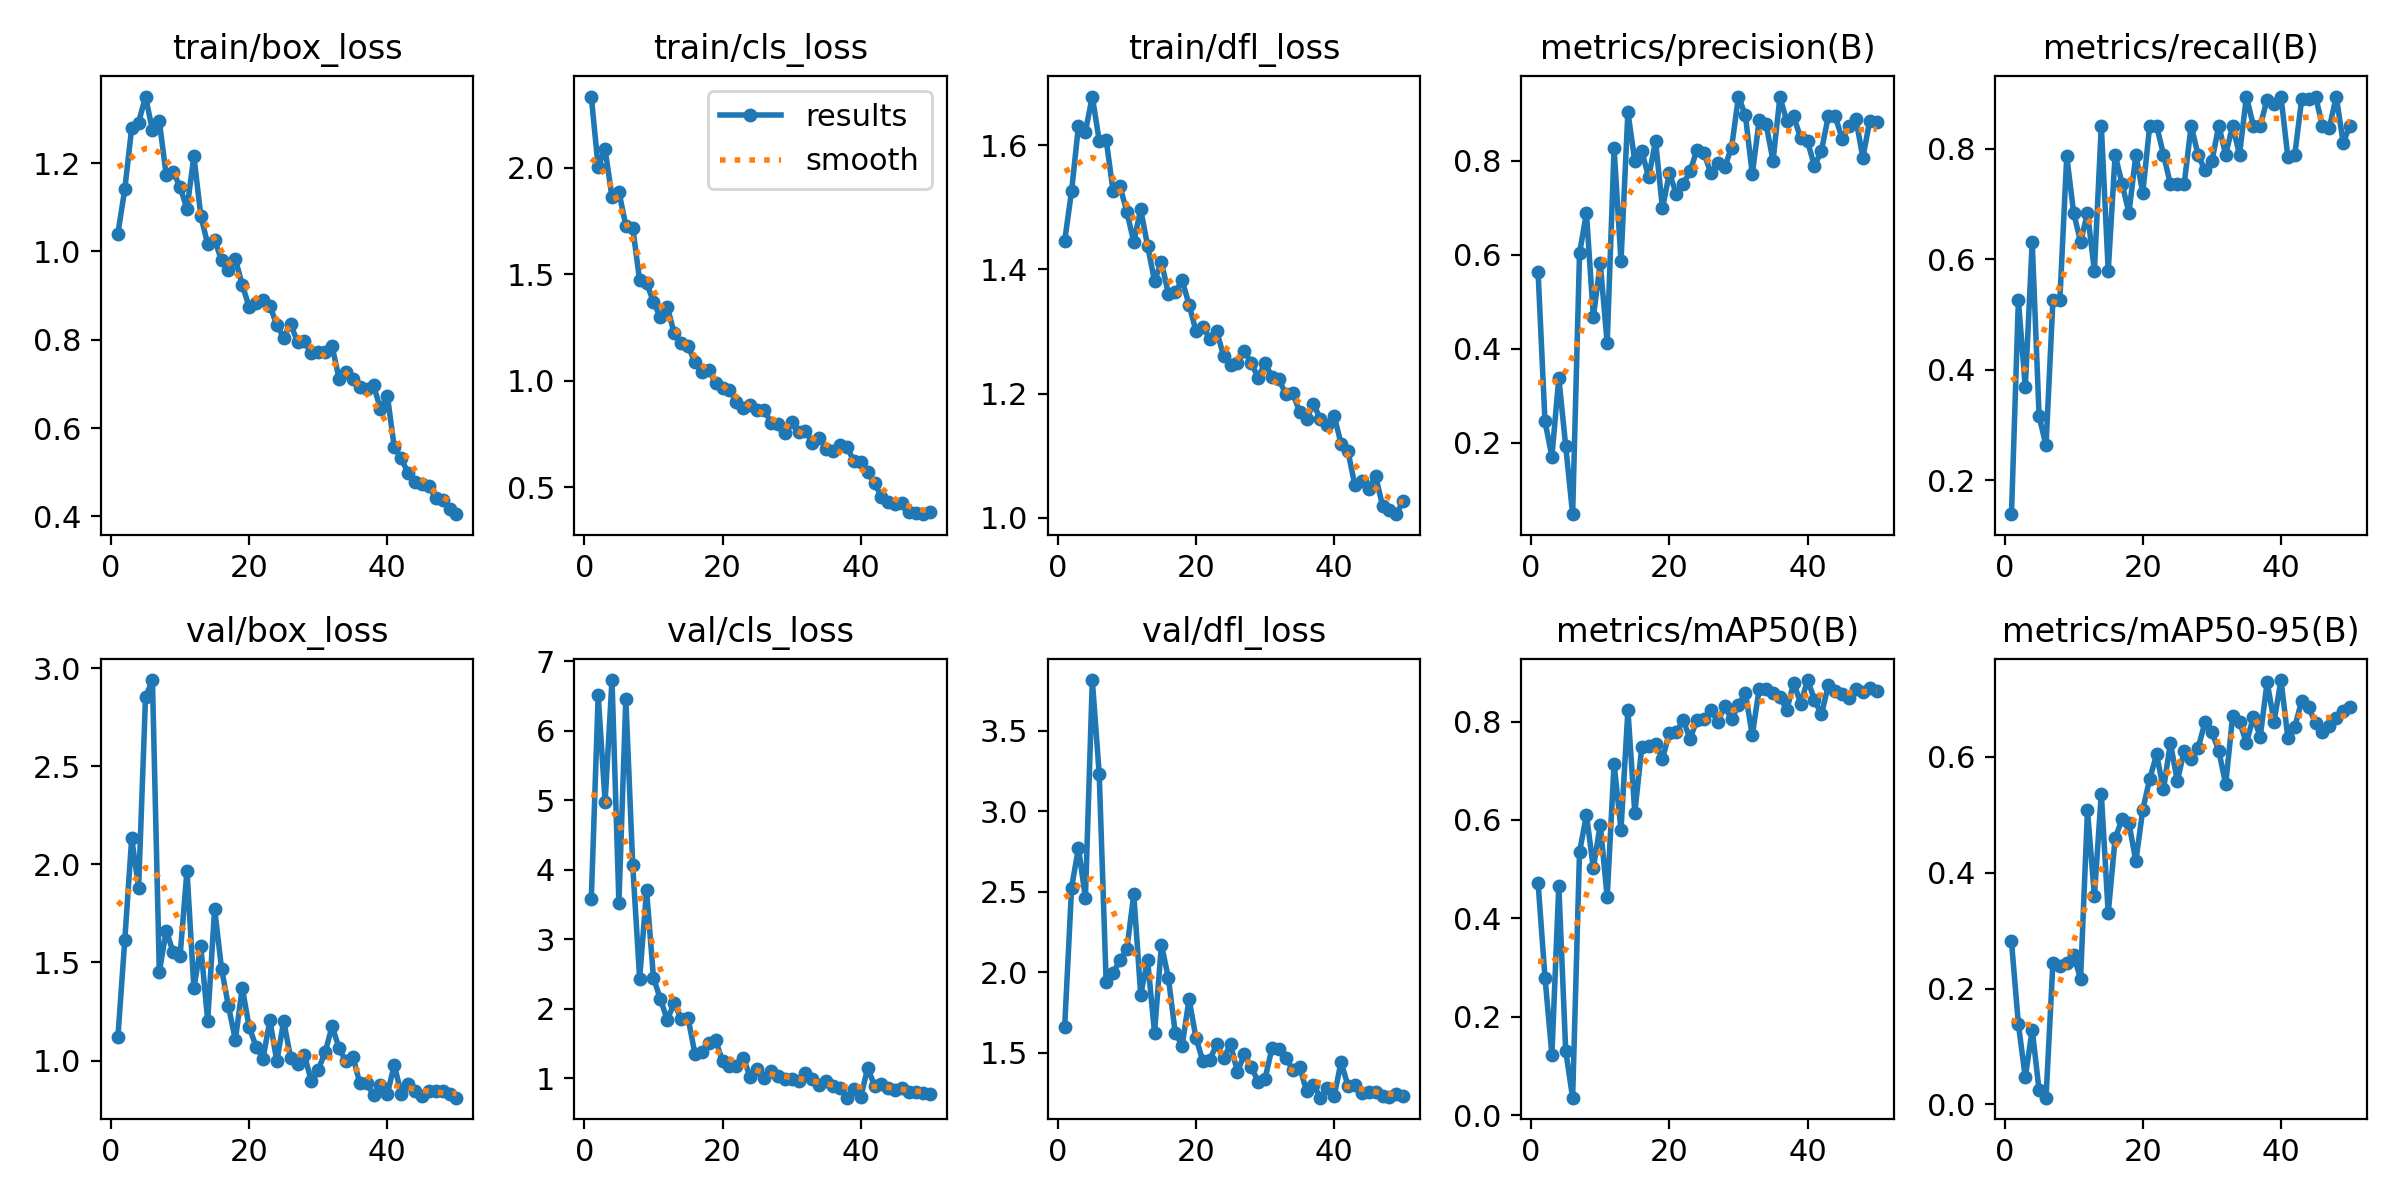 train/box_loss
1.2
1.0
0.8
0.6
0.4
0 20 40
train/cls_loss
results
smooth
2.0
1.5
1.0
0.5
0 20 40
train/dfl_loss
1.6
1.4
1.2
1.0
0 20 40
metrics/precision(B)
0.8
0.6
0.4
0.2
0 20 40
metrics/recall(B)
0.8
0.6
0.4
0.2
0 20 40
val/box_loss
3.0
2.5
2.0
1.5
1.0
0 20 40
val/cls_loss
7
6
5
4
3
2
1
0 20 40
val/dfl_loss
3.5
3.0
2.5
2.0
1.5
0 20 40
metrics/mAP50(B)
0.8
0.6
0.4
0.2
0.0
0 20 40
metrics/mAP50-95(B)
0.6
0.4
0.2
0.0
0 20 40